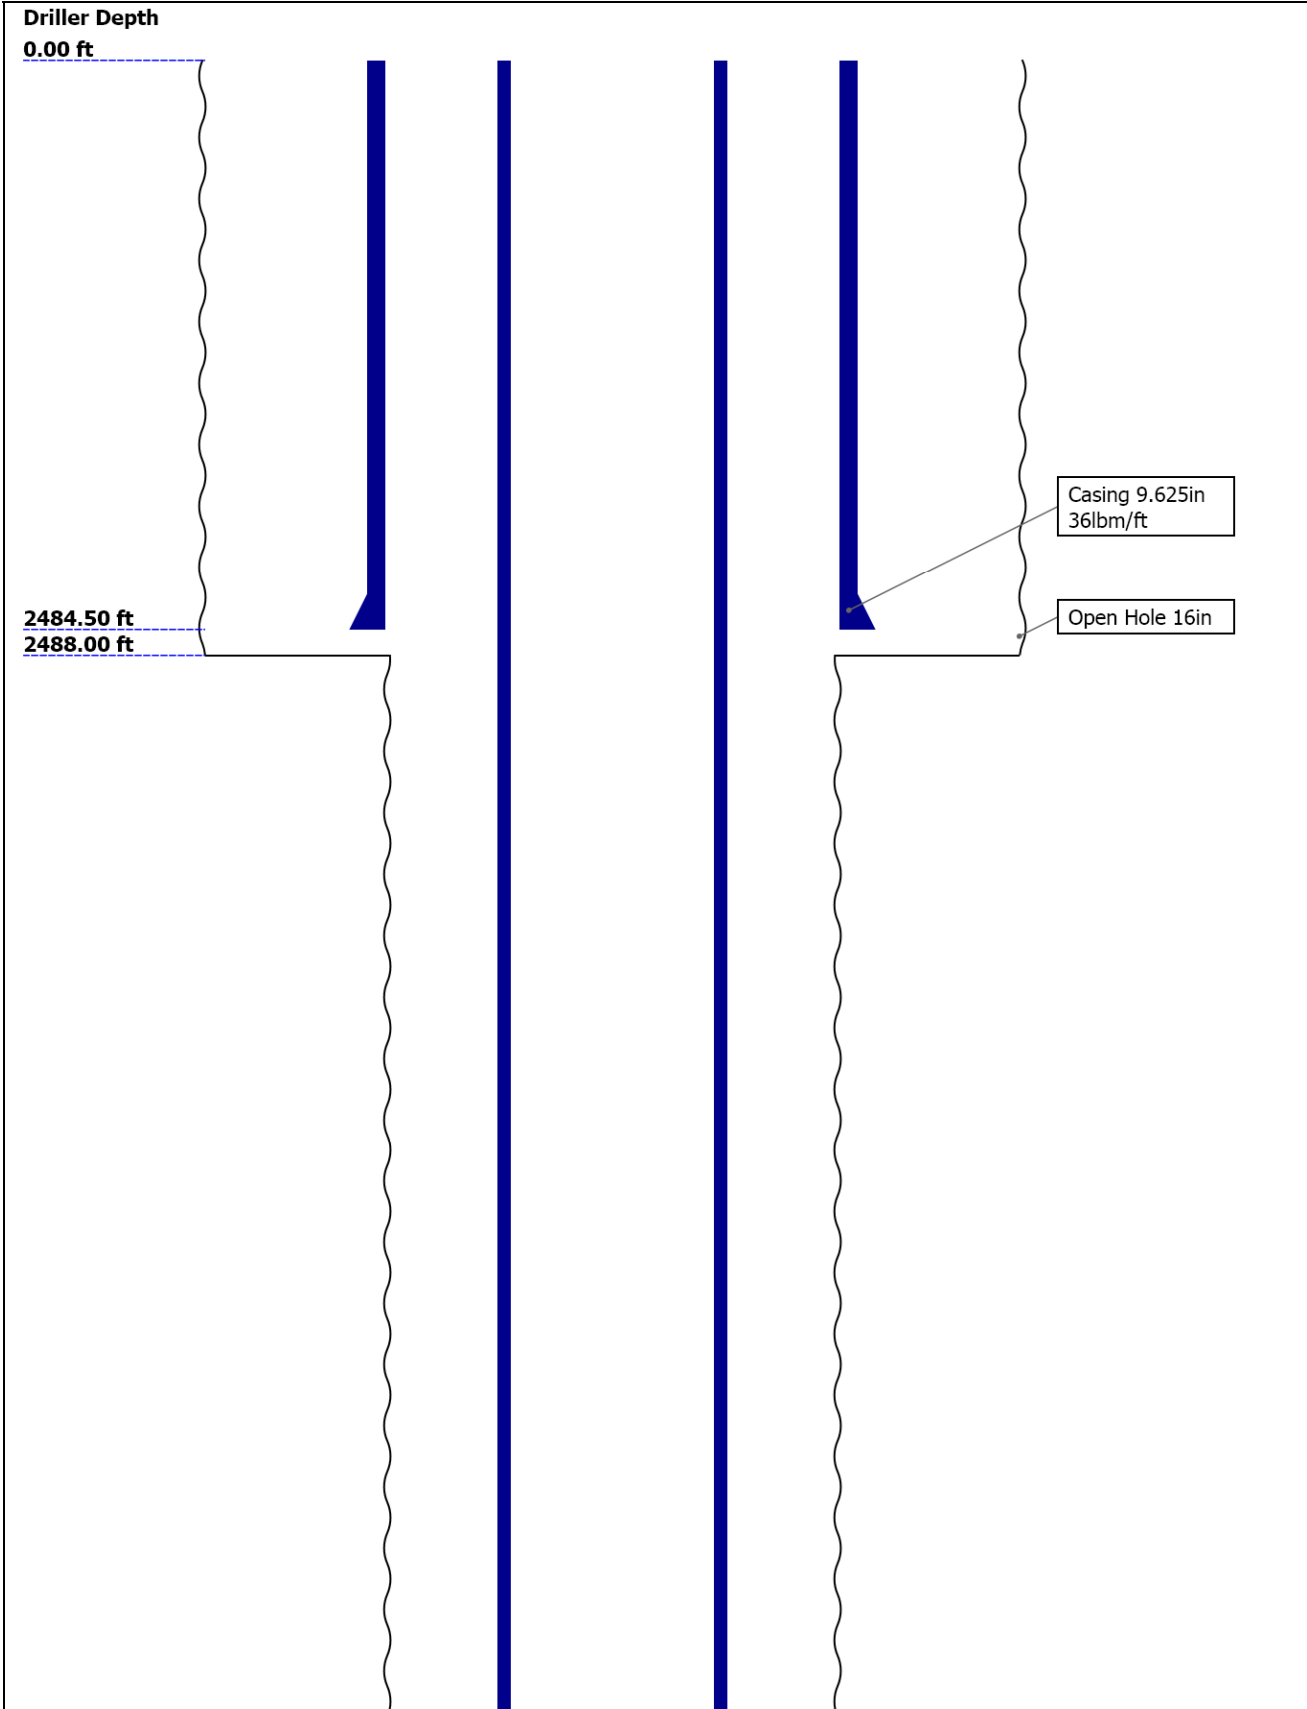 Driller Depth
0.00 ft
Casing 9.625in
36lbm/ft
2484.50 ft
Open Hole 16in
2488.00 ft